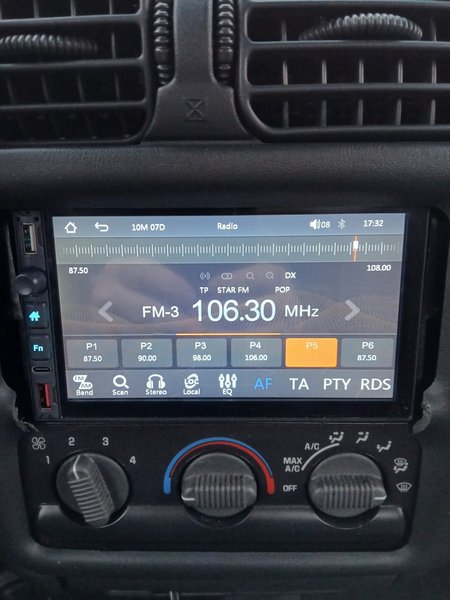 10M 07D Radio 08 17:32
87.50 108.00
DX
TP STAR FM POP
FM-3 106.30 MHz
P1 P2 P3 P4 P5 P6
87.50 90.00 98.00 106.00 87.50
Band Scan Stereo Local EQ AF TA PTY RDS
Fn
1 2 3 4
A/C
MAX A/C
OFF